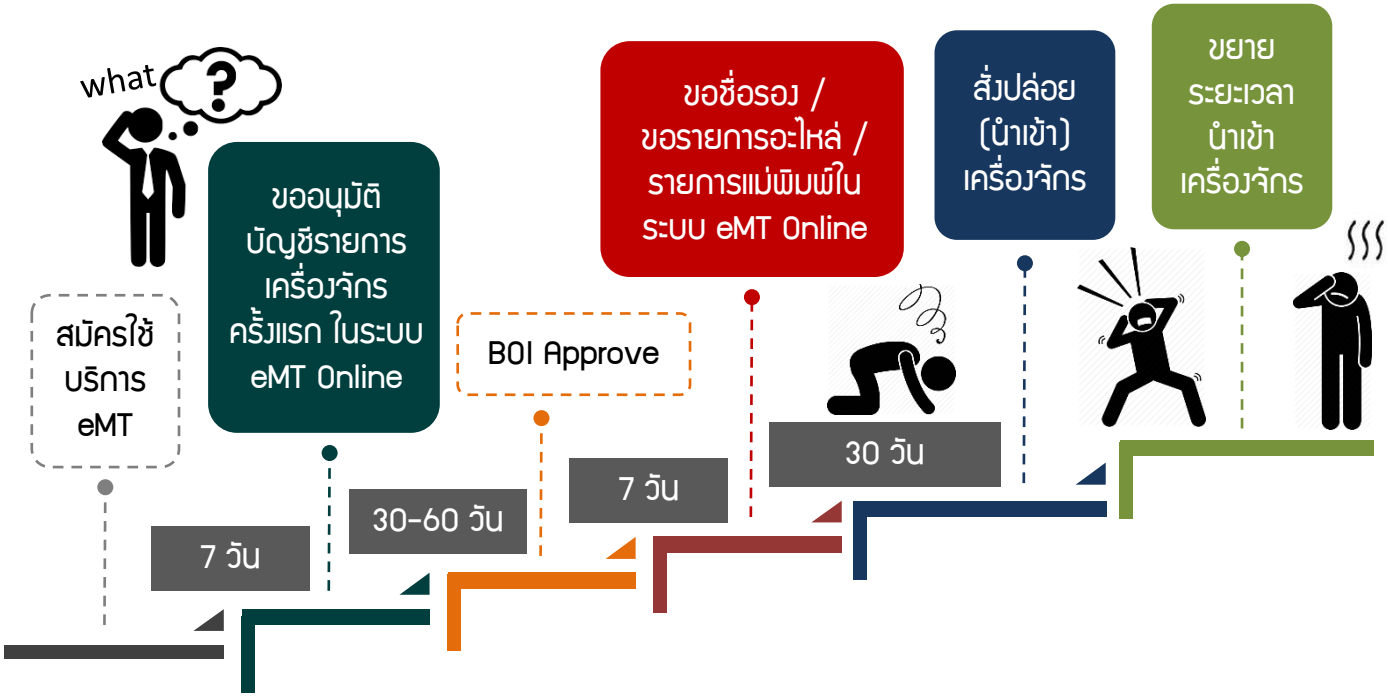 what
?
สมัครใช้
บริการ
eMT
7 วัน
ขออนุมัติ
บัญชีรายการ
เครื่องจักร
ครั้งแรก ในระบบ
eMT Online
30-60 วัน
BOI Approve
7 วัน
ขอชื่อรอง /
ขอรายการอะไหล่ /
รายการแม่พิมพ์ใน
ระบบ eMT Online
30 วัน
สั่งปล่อย
(นำเข้า)
เครื่องจักร
ขยาย
ระยะเวลา
นำเข้า
เครื่องจักร